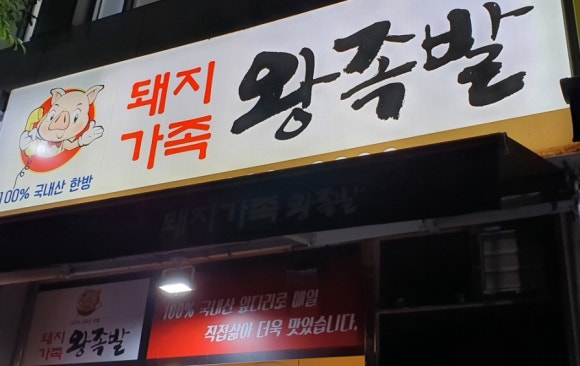 돼지
가족
왕족발
100% 국내산 한방
돼지가족 왕족발
돼지
가족
왕족발
100% 국내산 앞다리로 매일
직접삶아 더욱 맛있습니다.